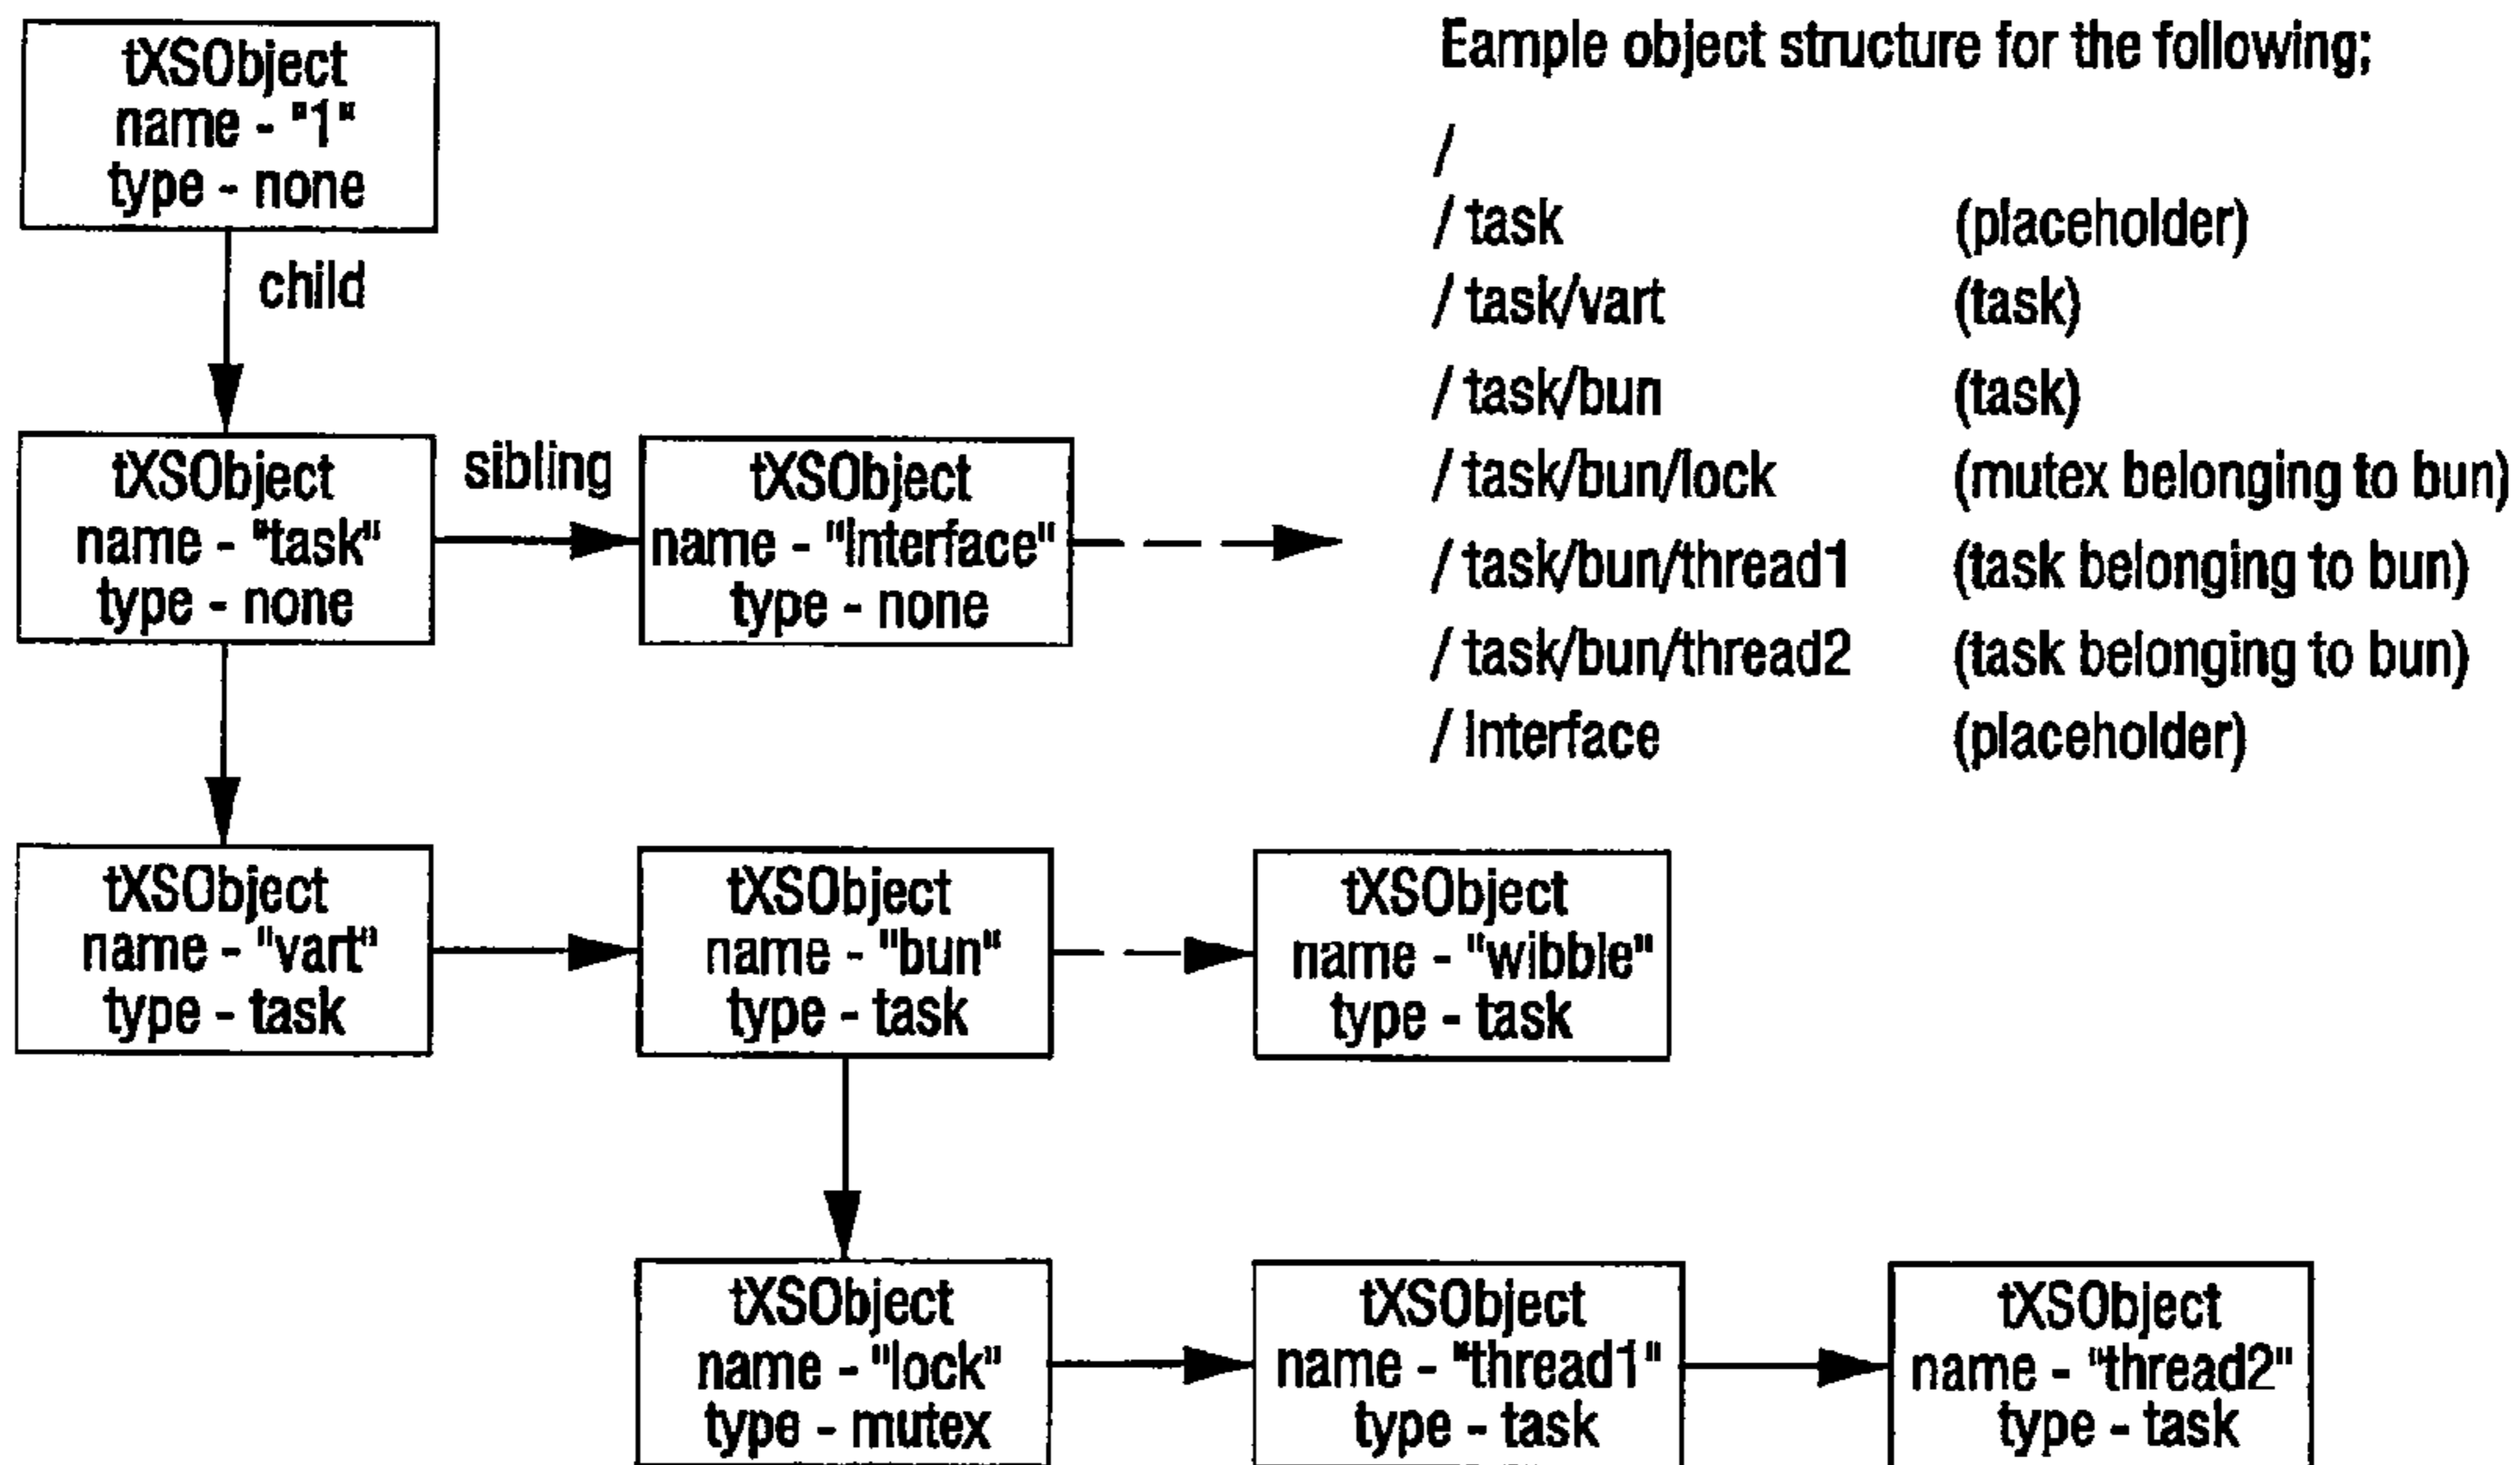 tXSObject
name - "1"
type - none
child
tXSObject
name - "task"
type - none
sibling
tXSObject
name - "Interface"
type - none
tXSObject
name - "vart"
type - task
tXSObject
name - "bun"
type - task
tXSObject
name - "wibble"
type - task
tXSObject
name - "lock"
type - mutex
tXSObject
name - "thread1"
type - task
tXSObject
name - "thread2"
type - task
Eample object structure for the following;
/
/ task (placeholder)
/ task/vart (task)
/ task/bun (task)
/ task/bun/lock (mutex belonging to bun)
/ task/bun/thread1 (task belonging to bun)
/ task/bun/thread2 (task belonging to bun)
/ Interface (placeholder)